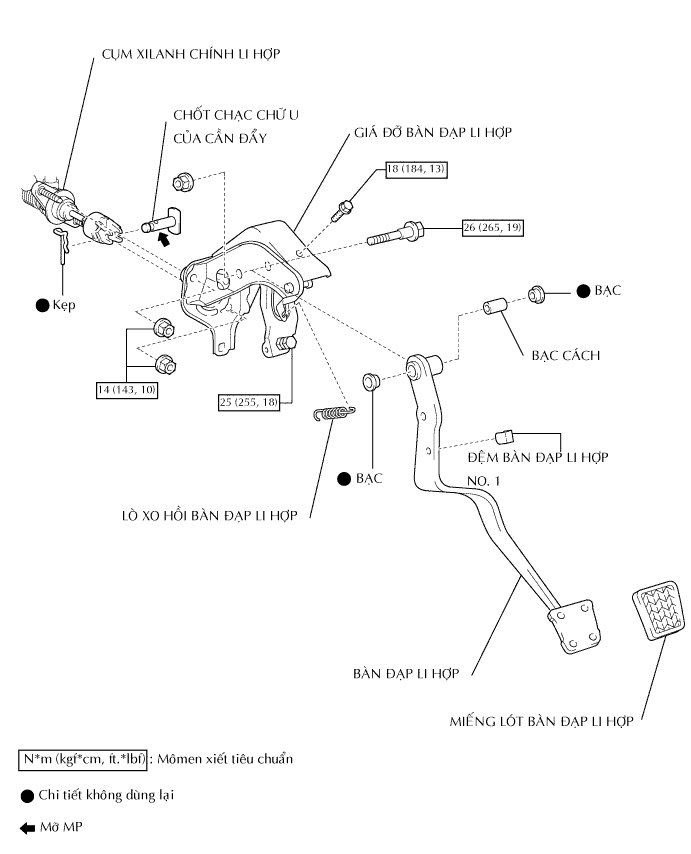 CỤM XILANH CHÍNH LI HỢP
CHỐT CHẠC CHỮ U
CỦA CẦN ĐẨY
GIÁ ĐỠ BÀN ĐẠP LI HỢP
18 (184, 13)
26 (265, 19)
Kẹp
BẠC
BẠC CÁCH
14 (143, 10)
25 (255, 18)
ĐỆM BÀN ĐẠP LI HỢP
NO. 1
BẠC
LÒ XO HỒI BÀN ĐẠP LI HỢP
BÀN ĐẠP LI HỢP
MIẾNG LÓT BÀN ĐẠP LI HỢP
N*m (kgf*cm, ft.*lbf) : Mômen xiết tiêu chuẩn
Chi tiết không dùng lại
Mỡ MP